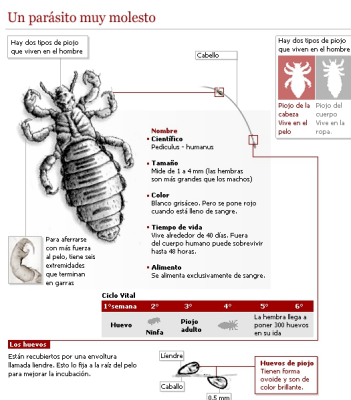 Un parásito muy molesto
Hay dos tipos de piojo
que viven en el hombre
Cabello
Hay dos tipos de piojo
que viven en el hombre
Piojo de la
cabeza
Vive en el
pelo
Piojo del
cuerpo
Vive en la
ropa.
Nombre
• Científico
Pediculus - humanus
• Tamaño
Mide de 1 a 4 mm (las hembras
son más grandes que los machos)
• Color
Blanco grisáceo. Pero se pone rojo
cuando está lleno de sangre.
• Tiempo de vida
Vive alrededor de 40 días. Fuera
del cuerpo humano puede sobrevivir
hasta 48 horas.
• Alimento
Se alimenta exclusivamente de sangre.
Para aferrarse
con más fuerza
al pelo, tiene seis
extremidades
que terminan
en garras
Ciclo Vital
1°semana 2° 3° 4° 5° 6°
Huevo
Ninfa
Piojo
adulto
La hembra llega a
poner 300 huevos
en su ida
Los huevos
Están recubiertos por una envoltura
llamada liendre. Esto lo fija a la raíz del pelo
para mejorar la incubación.
Liendre
Caballo
0.5 mm
Huevos de piojo
Tienen forma
ovoide y son de
color brillante.